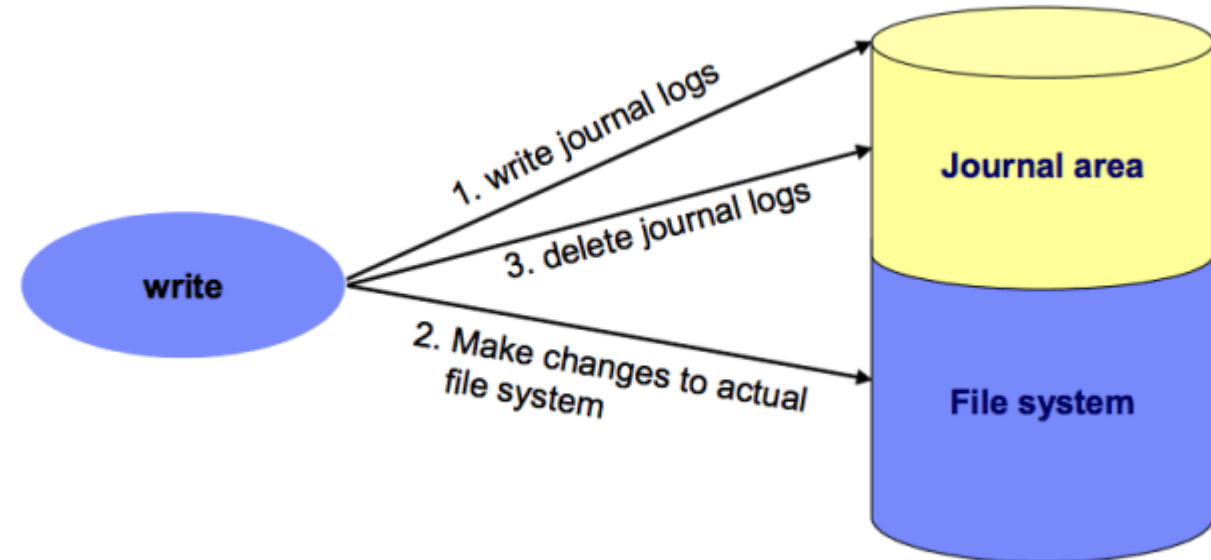 1. write journal logs
Journal area
3. delete journal logs
write
2. Make changes to actual
file system
File system